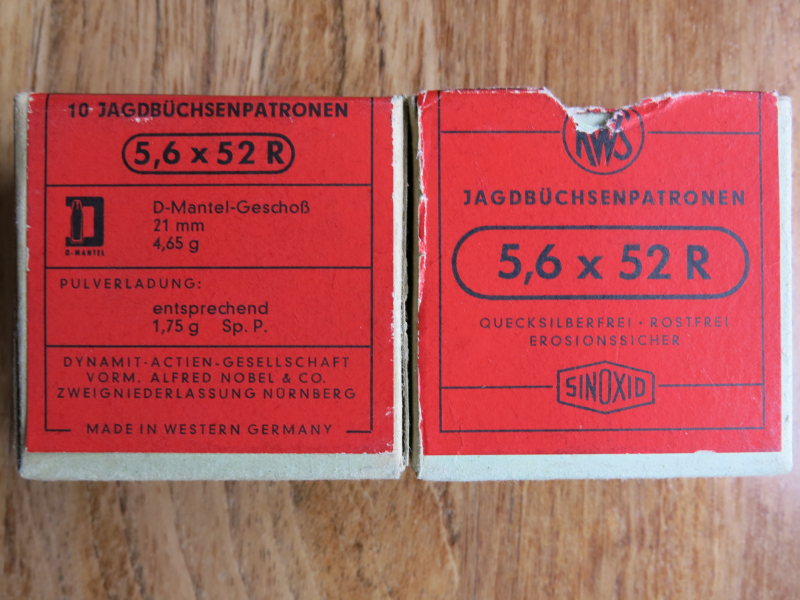 10 JAGDBÜCHSENPATRONEN
5,6 x 52 R
D
D-MANTEL
D-Mantel-Geschoß
21 mm
4,65 g
PULVERLADUNG:
entsprechend
1,75 g Sp. P.
DYNAMIT-ACTIEN-GESELLSCHAFT
VORM. ALFRED NOBEL & CO.
ZWEIGNIEDERLASSUNG NÜRNBERG
MADE IN WESTERN GERMANY
RWS
JAGDBÜCHSENPATRONEN
5,6 x 52 R
QUECKSILBERFREI · ROSTFREI
EROSIONSSICHER
SINOXID